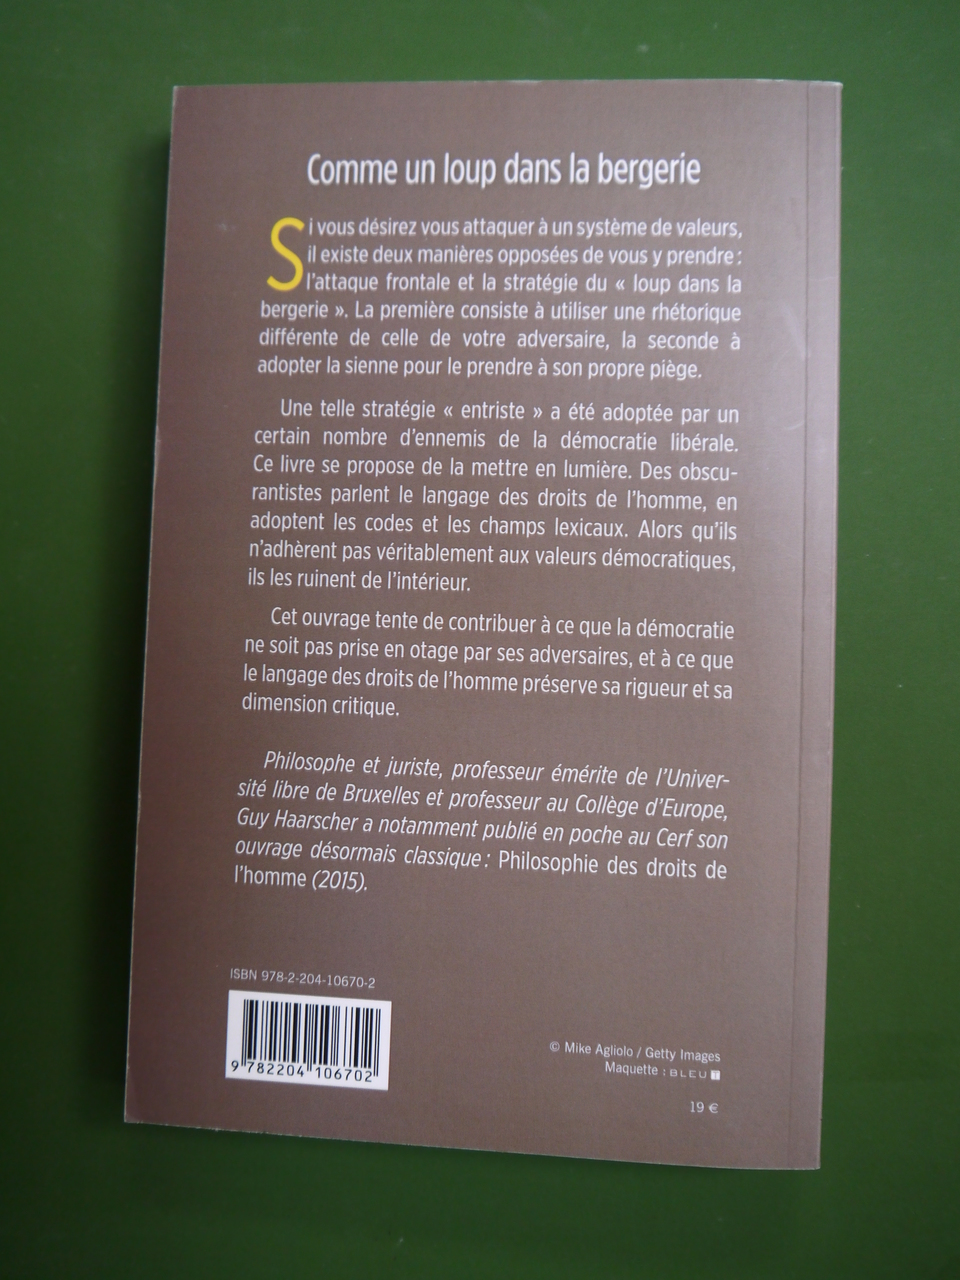 Comme un loup dans la bergerie
Si vous désirez vous attaquer à un système de valeurs,
il existe deux manières opposées de vous y prendre :
l'attaque frontale et la stratégie du « loup dans la
bergerie ». La première consiste à utiliser une rhétorique
différente de celle de votre adversaire, la seconde à
adopter la sienne pour le prendre à son propre piège.
Une telle stratégie « entriste » a été adoptée par un
certain nombre d'ennemis de la démocratie libérale.
Ce livre se propose de la mettre en lumière. Des obscu-
rantistes parlent le langage des droits de l'homme, en
adoptent les codes et les champs lexicaux. Alors qu'ils
n'adhèrent pas véritablement aux valeurs démocratiques,
ils les ruinent de l'intérieur.
Cet ouvrage tente de contribuer à ce que la démocratie
ne soit pas prise en otage par ses adversaires, et à ce que
le langage des droits de l'homme préserve sa rigueur et sa
dimension critique.
Philosophe et juriste, professeur émérite de l'Univer-
sité libre de Bruxelles et professeur au Collège d'Europe,
Guy Haarscher a notamment publié en poche au Cerf son
ouvrage désormais classique : Philosophie des droits de
l'homme (2015).
ISBN 978-2-204-10670-2
9 782204 106702
© Mike Agliolo / Getty Images
Maquette : BLEU T
19 €